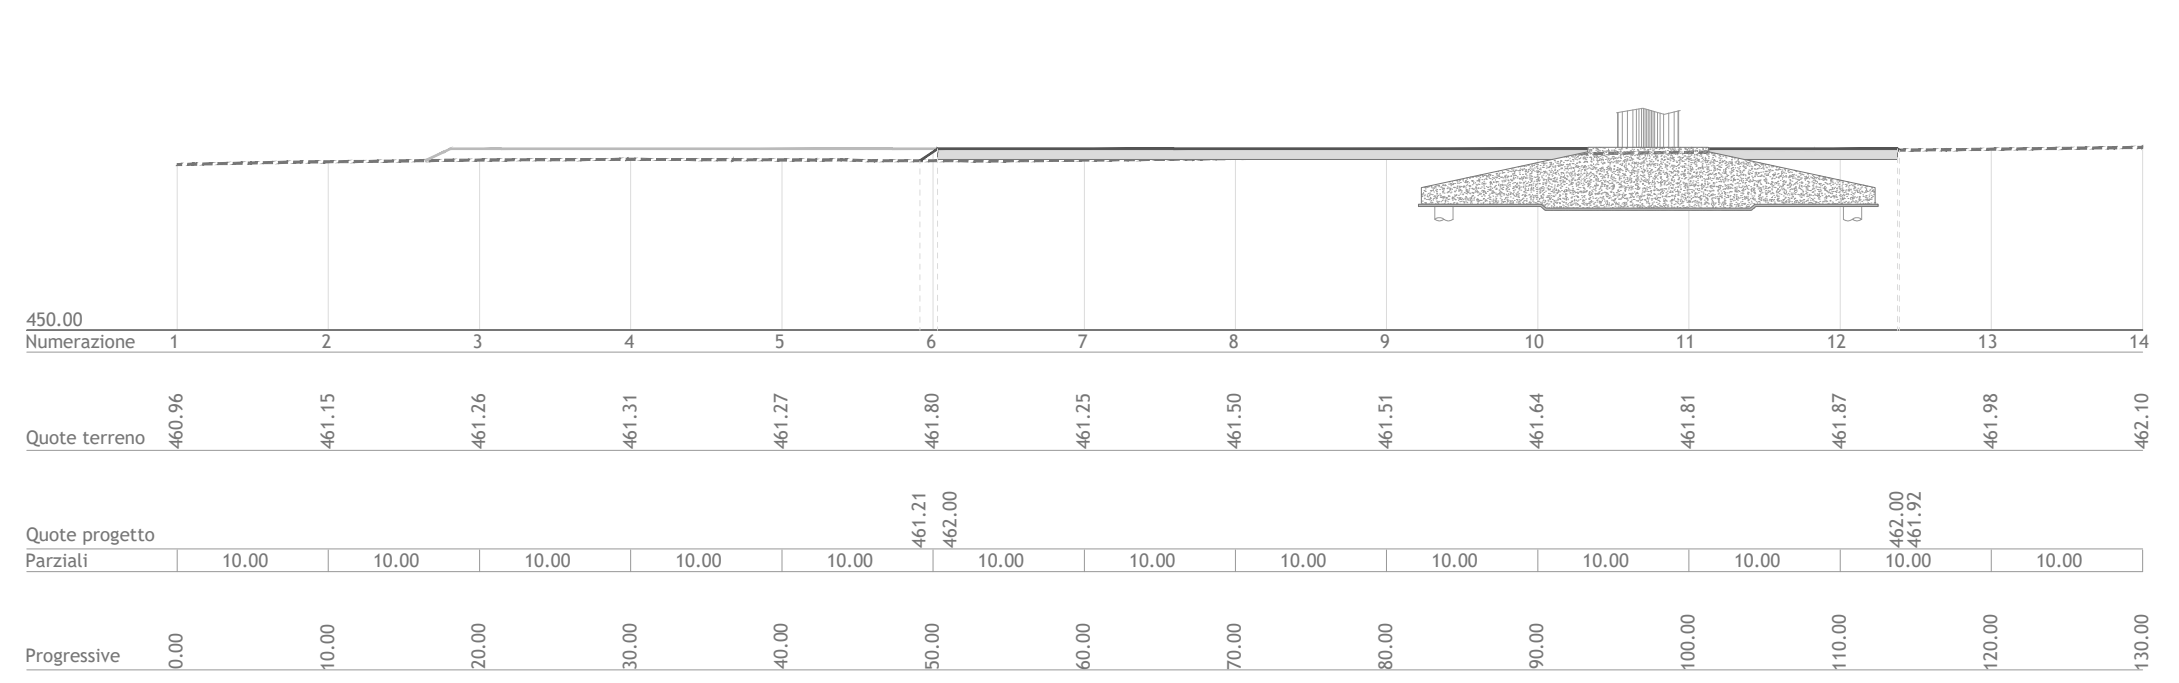 450.00
Numerazione 1 2 3 4 5 6 7 8 9 10 11 12 13 14
Quote terreno 460.96 461.15 461.26 461.31 461.27 461.80 461.25 461.50 461.51 461.64 461.81 461.87 461.98 462.10
Quote progetto 461.21 462.00 462.00 461.92
Parziali 10.00 10.00 10.00 10.00 10.00 10.00 10.00 10.00 10.00 10.00 10.00 10.00 10.00
Progressive 0.00 10.00 20.00 30.00 40.00 50.00 60.00 70.00 80.00 90.00 100.00 110.00 120.00 130.00